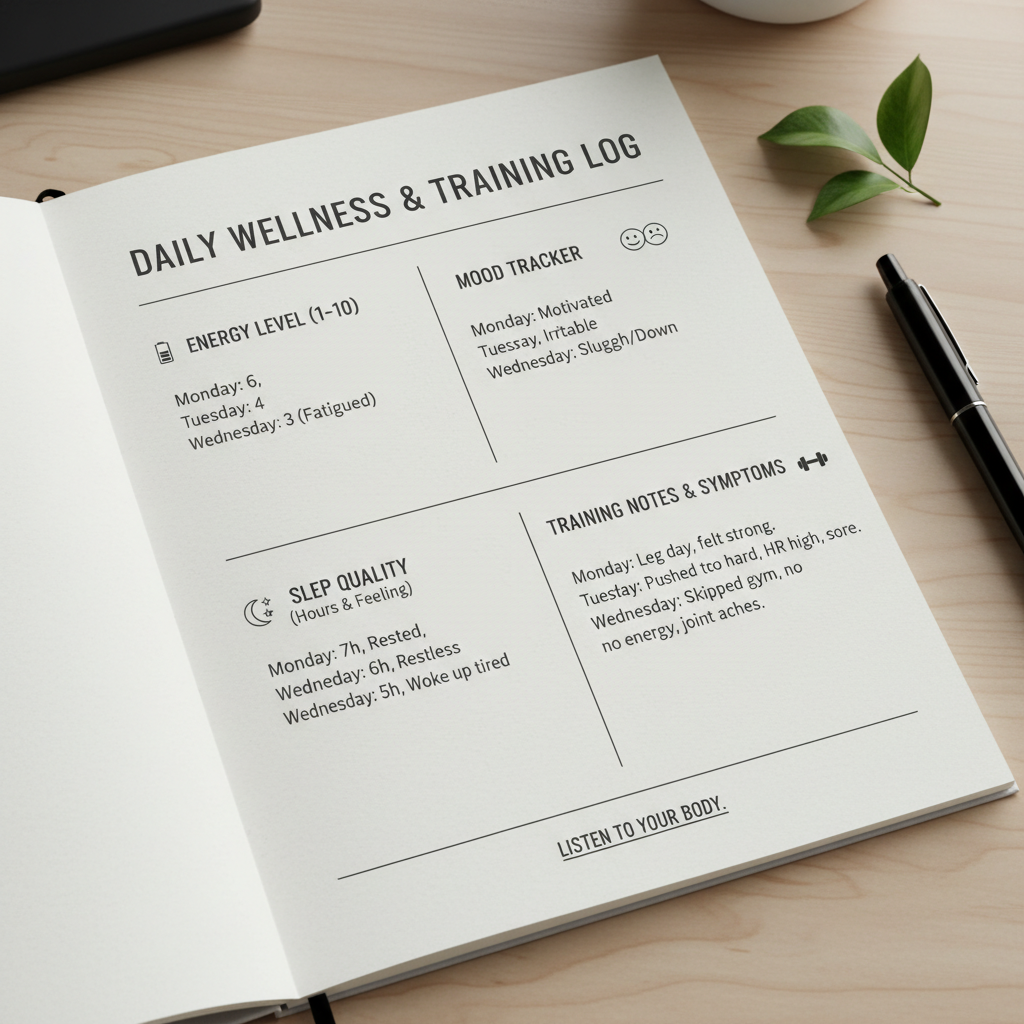 DAILY WELLNESS & TRAINING LOG
ENERGY LEVEL (1–10)
Monday: 6,
Tuesday: 4
Wednesday: 3 (Fatigued)
MOOD TRACKER
Monday: Motivated
Tuessay, Irrtable
Wednesday: Sluggh/Down
SLEP QUALITY
(Hours & Feeling)
Monday: 7h, Rested,
Wedneday: 6h, Restless
Wednesday: 5h, Woke up tired
TRAINING NOTES & SYMPTOMS
Monday: Leg day, felt strong.
Tuestay: Pushed tco hard, HR high, sore.
Wednesday: Skipped gym, no
no energy, joint aches.
LISTEN TO YOUR BODY.